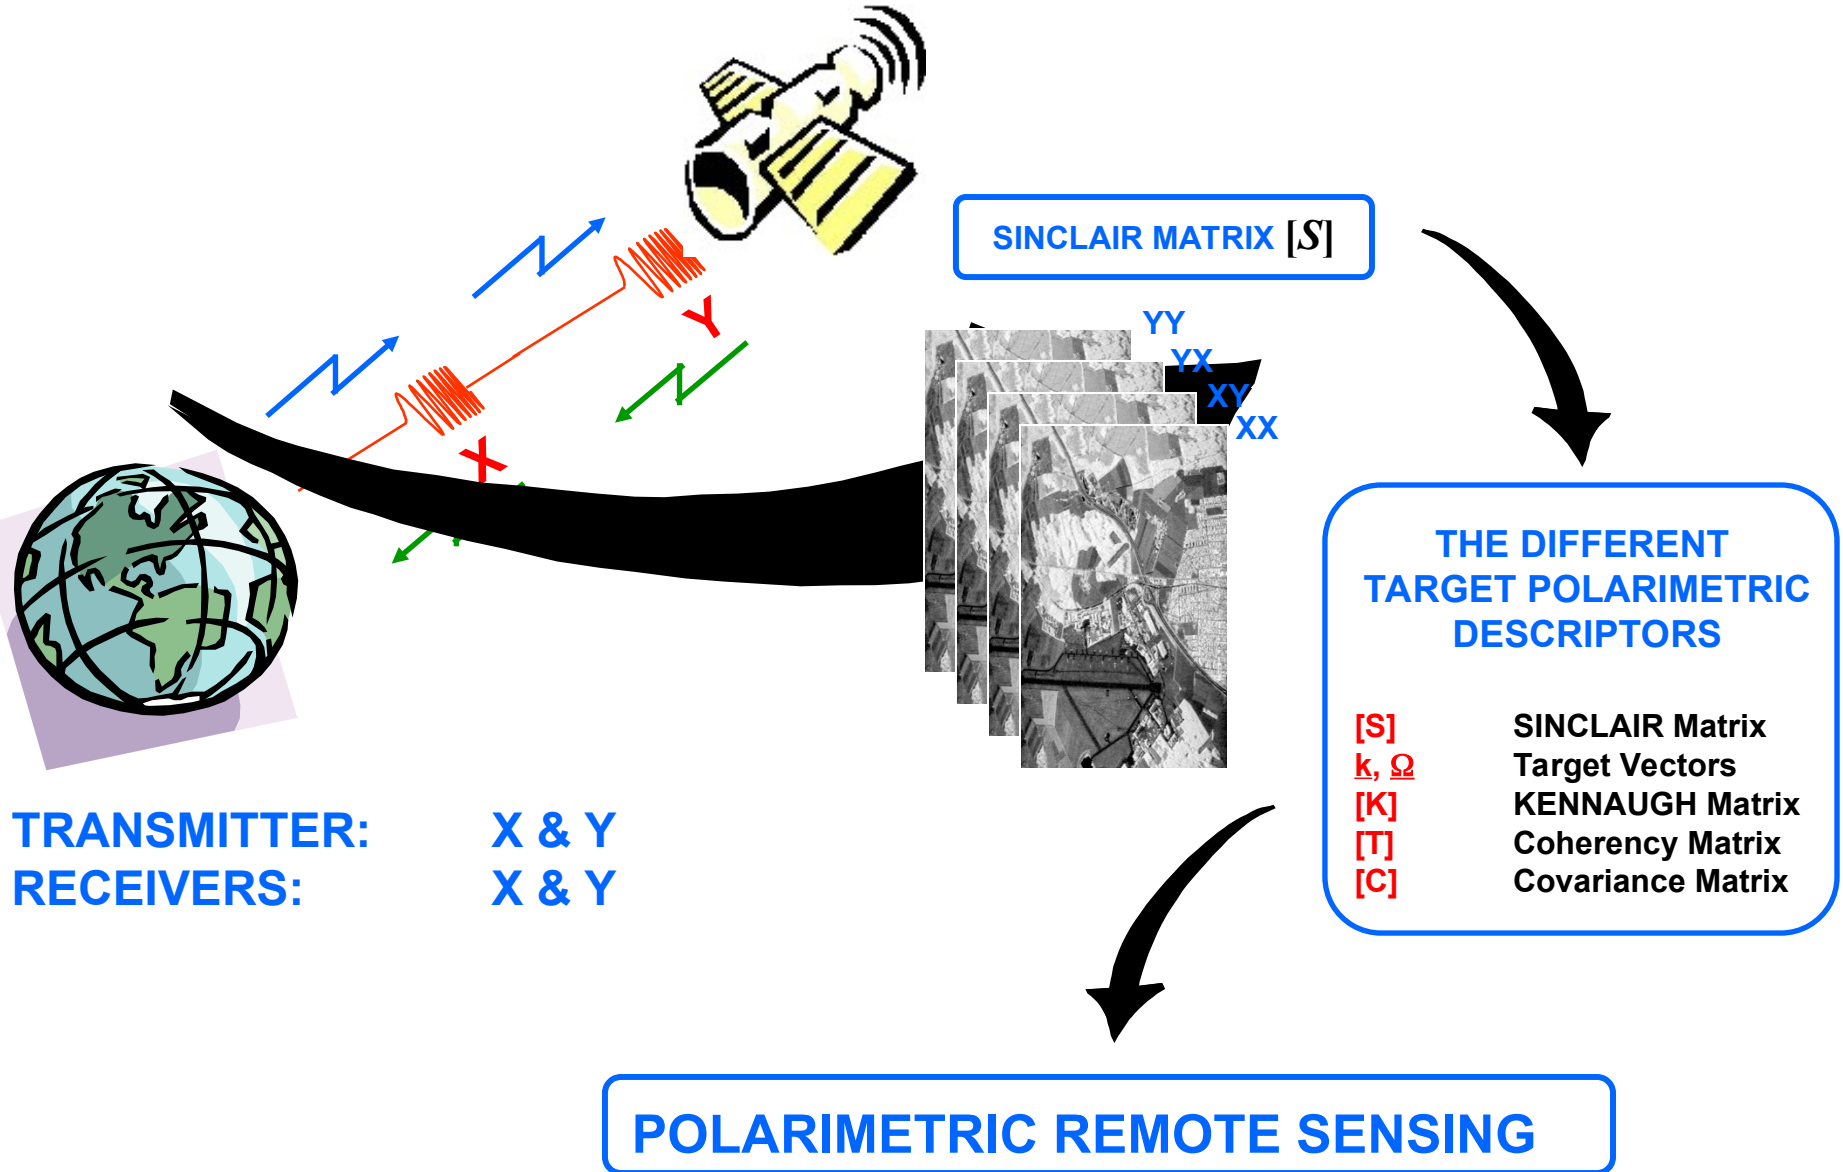 SINCLAIR MATRIX [S]
Y
X
YY
YX
XY
XX
THE DIFFERENT
TARGET POLARIMETRIC
DESCRIPTORS
[S] SINCLAIR Matrix
k, Ω Target Vectors
[K] KENNAUGH Matrix
[T] Coherency Matrix
[C] Covariance Matrix
TRANSMITTER: X & Y
RECEIVERS: X & Y
POLARIMETRIC REMOTE SENSING